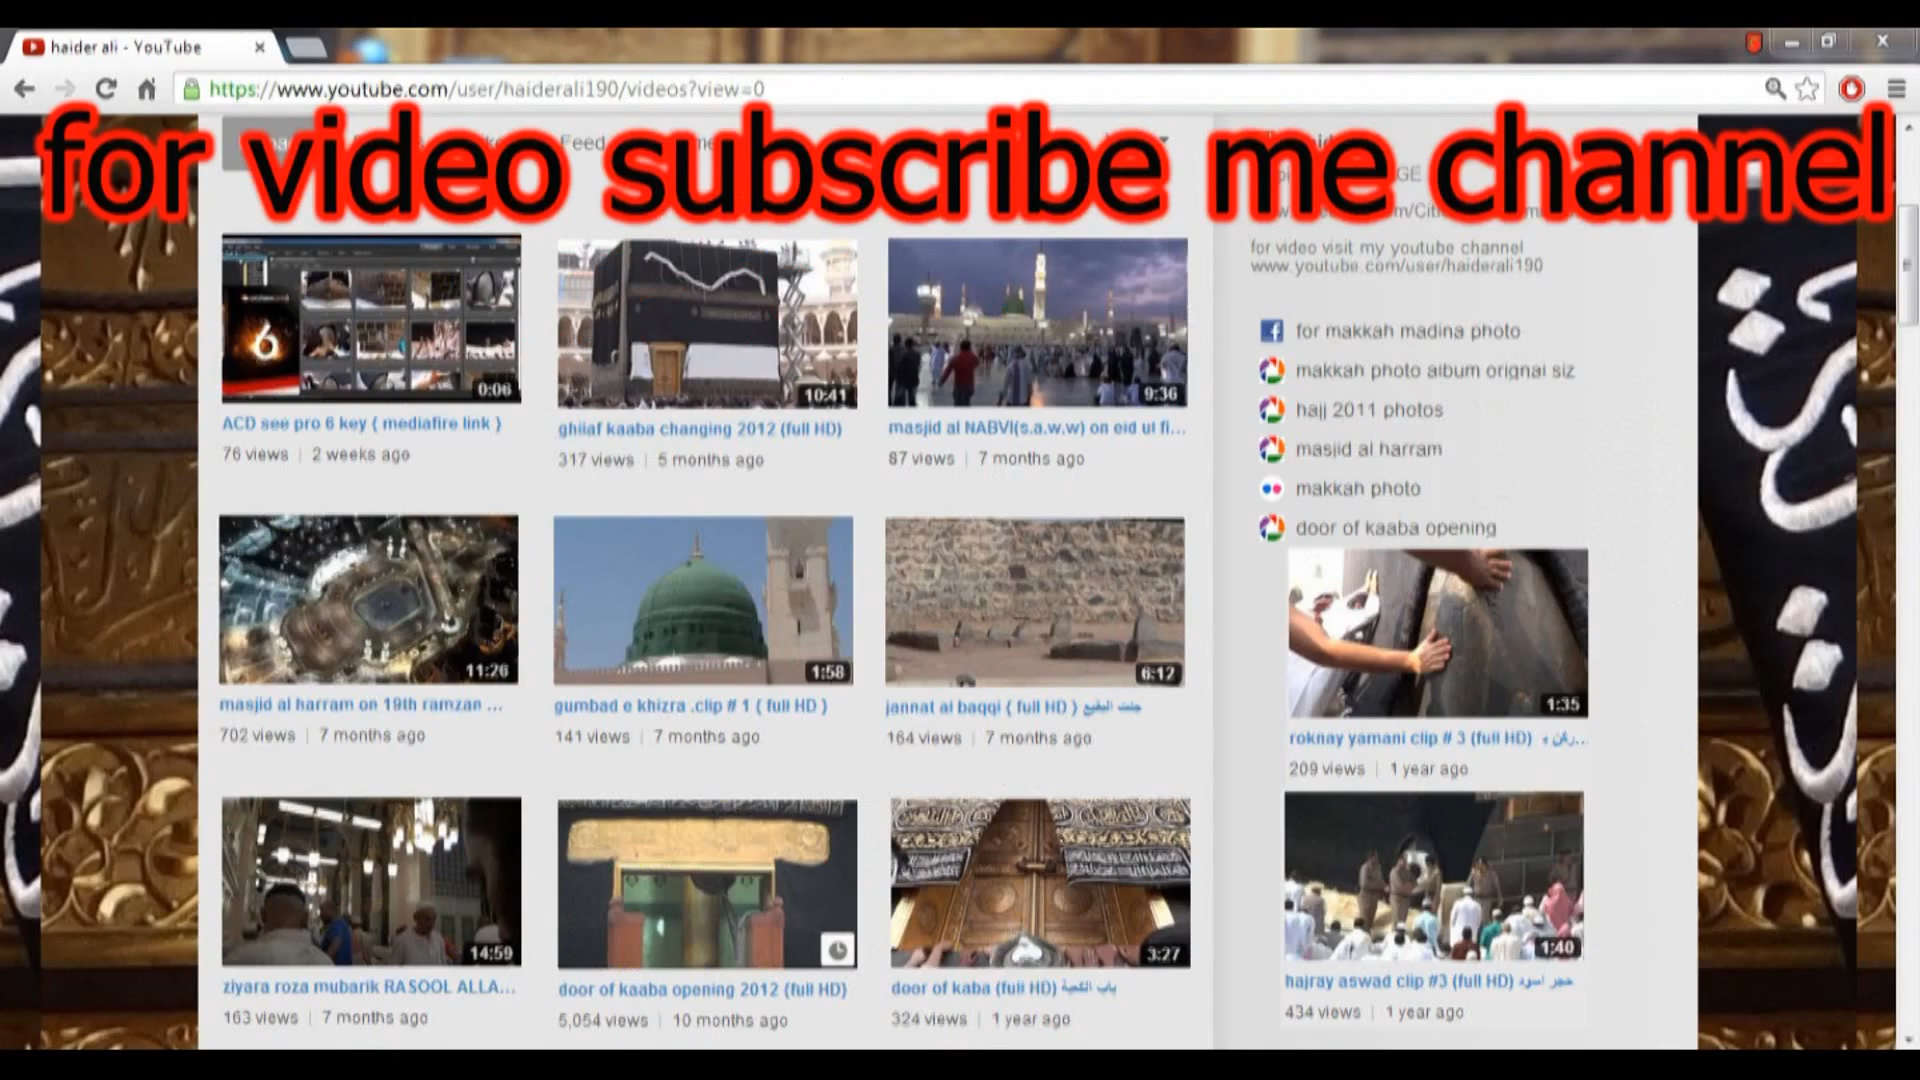 haider ali - YouTube
https://www.youtube.com/user/haiderali190/videos?view=0
for video subscribe me channel
Feed
for video visit my youtube channel
www.youtube.com/user/haiderali190
for makkah madina photo
makkah photo album orignal siz
hajj 2011 photos
masjid al harram
makkah photo
door of kaaba opening
6
0:06
10:41
9:36
ACD see pro 6 key ( mediafire link )
ghilaf kaaba changing 2012 (full HD)
masjid al NABVI(s.a.w.w) on eid ul fi...
76 views | 2 weeks ago
317 views | 5 months ago
87 views | 7 months ago
11:26
1:58
6:12
masjid al harram on 19th ramzan ...
gumbad e khizra .clip # 1 ( full HD )
jannat al baqqi ( full HD ) جنت البقيع
702 views | 7 months ago
141 views | 7 months ago
164 views | 7 months ago
14:59
3:27
ziyara roza mubarik RASOOL ALLA...
door of kaaba opening 2012 (full HD)
door of kaba (full HD) باب الكعبة
163 views | 7 months ago
5,054 views | 10 months ago
324 views | 1 year ago
1:35
roknay yamani clip # 3 (full HD)
209 views | 1 year ago
1:40
hajray aswad clip #3 (full HD) حجر اسود
434 views | 1 year ago